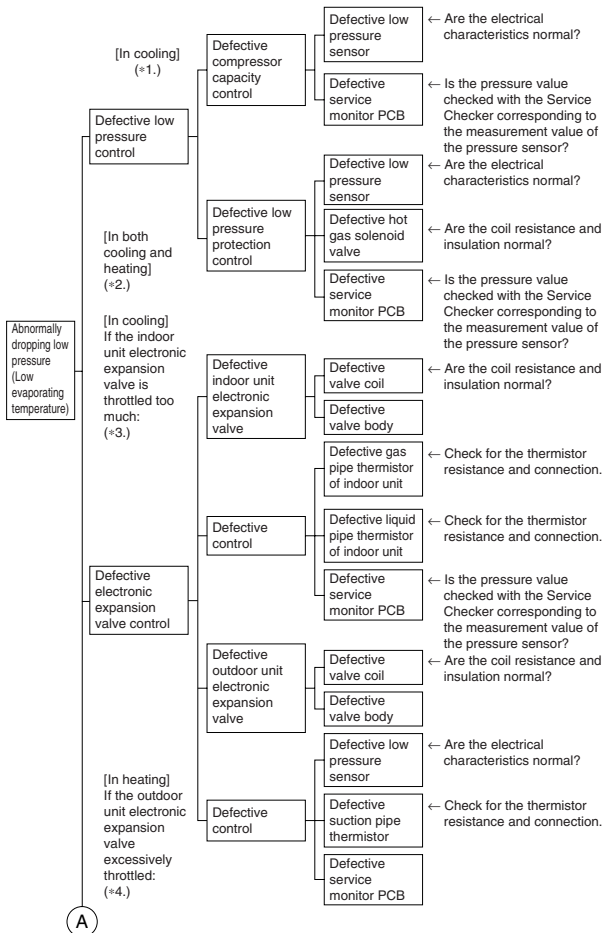 Abnormally
dropping low
pressure
(Low
evaporating
temperature)
Defective low
pressure
control
[In cooling]
(*1.)
Defective
compressor
capacity
control
Defective low
pressure
sensor
← Are the electrical
characteristics normal?
Defective
service
monitor PCB
← Is the pressure value
checked with the Service
Checker corresponding to
the measurement value of
the pressure sensor?
[In both
cooling and
heating]
(*2.)
Defective low
pressure
protection
control
Defective low
pressure
sensor
← Are the electrical
characteristics normal?
Defective hot
gas solenoid
valve
← Are the coil resistance and
insulation normal?
Defective
service
monitor PCB
← Is the pressure value
checked with the Service
Checker corresponding to
the measurement value of
the pressure sensor?
Defective
electronic
expansion
valve control
[In cooling]
If the indoor
unit electronic
expansion
valve is
throttled too
much:
(*3.)
Defective
indoor unit
electronic
expansion
valve
Defective
valve coil
← Are the coil resistance and
insulation normal?
Defective
valve body
Defective
control
Defective gas
pipe thermistor
of indoor unit
← Check for the thermistor
resistance and connection.
Defective liquid
pipe thermistor
of indoor unit
← Check for the thermistor
resistance and connection.
Defective
service
monitor PCB
← Is the pressure value
checked with the Service
Checker corresponding to
the measurement value of
the pressure sensor?
[In heating]
If the outdoor
unit electronic
expansion
valve
excessively
throttled:
(*4.)
Defective
outdoor unit
electronic
expansion
valve
Defective
valve coil
← Are the coil resistance and
insulation normal?
Defective
valve body
Defective
control
Defective low
pressure
sensor
← Are the electrical
characteristics normal?
Defective
suction pipe
thermistor
← Check for the thermistor
resistance and connection.
Defective
service
monitor PCB
A